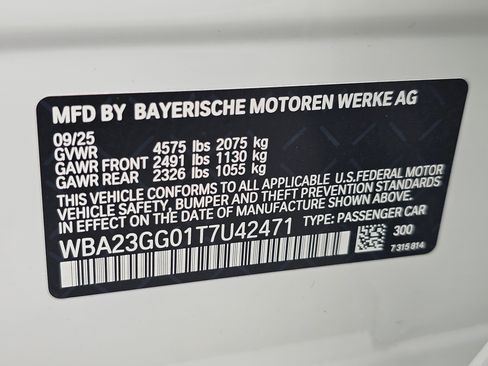 MFD BY BAYERISCHE MOTOREN WERKE AG
09/25
GVWR 4575 lbs 2075 kg
GAWR FRONT 2491 lbs 1130 kg
GAWR REAR 2326 lbs 1055 kg
THIS VEHICLE CONFORMS TO ALL APPLICABLE U.S.FEDERAL MOTOR
VEHICLE SAFETY, BUMPER AND THEFT PREVENTION STANDARDS
IN EFFECT ON THE DATE OF MANUFACTURE SHOWN ABOVE.
WBA23GG01T7U42471 TYPE: PASSENGER CAR
300
7 315 814